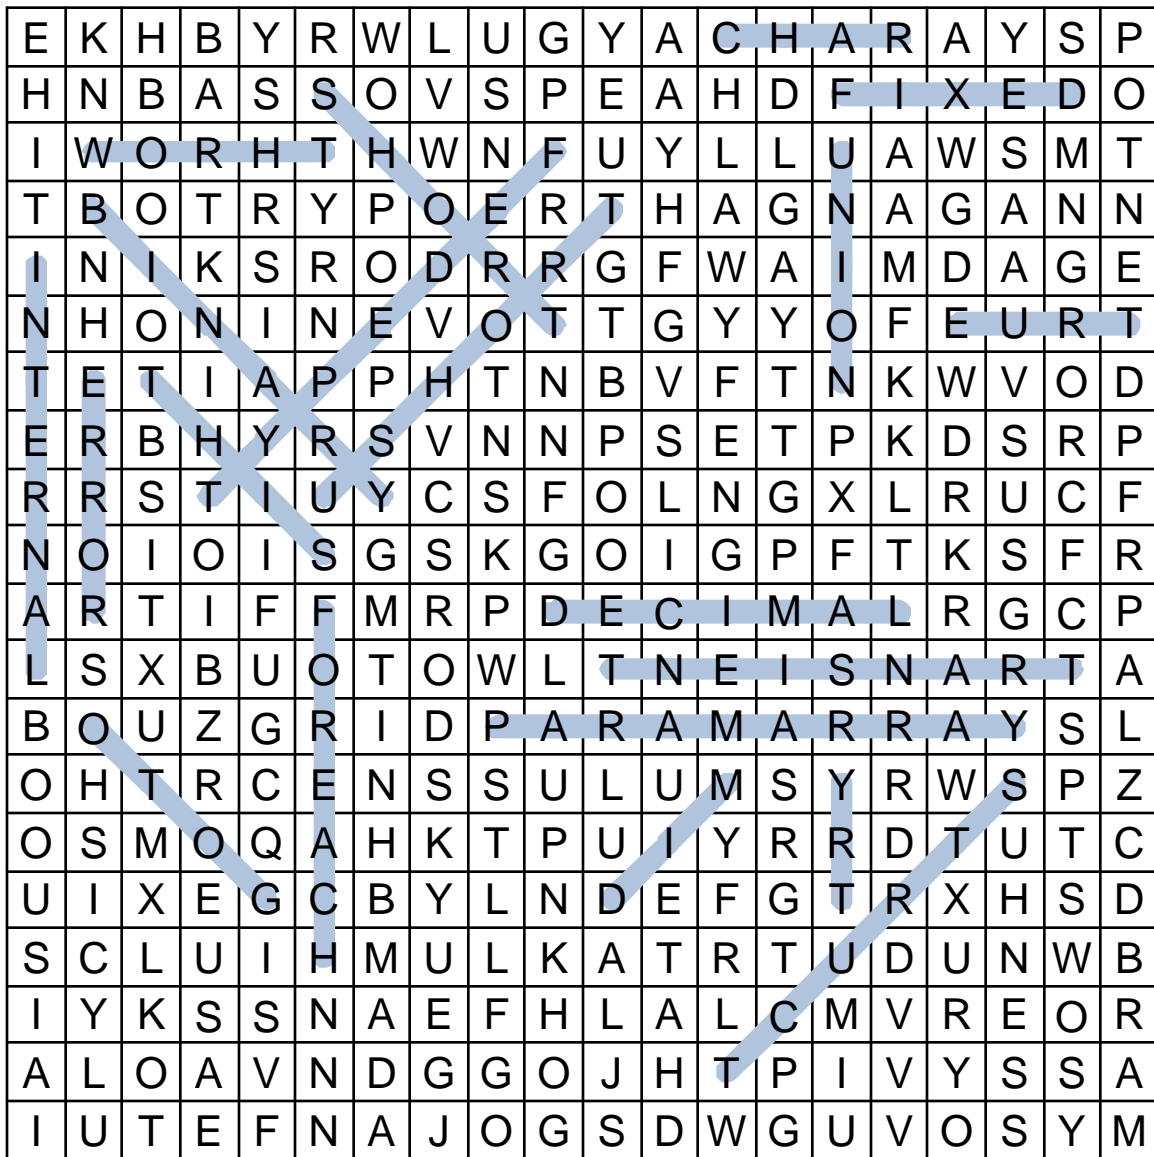 E K H B Y R W L U G Y A C H A R A Y S P
H N B A S S O V S P E A H D F I X E D O
I W O R H T H W N F U Y L L U A W S M T
T B O T R Y P O E R T H A G N A G A N N
I N I K S R O D R R G F W A I M D A G E
N H O N I N E V O T T G Y Y O F E U R T
T E T I A P P H T N B V F T N K W V O D
E R B H Y R S V N N P S E T P K D S R P
R R S T I U Y C S F O L N G X L R U C F
N O I O I S G S K G O I G P F T K S F R
A R T I F F M R P D E C I M A L R G C P
L S X B U O T O W L T N E I S N A R T A
B O U Z G R I D P A R A M A R R A Y S L
O H T R C E N S S U L U M S Y R W S P Z
O S M O Q A H K T P U I Y R R D T U T C
U I X E G C B Y L N D E F G T R X H S D
S C L U I H M U L K A T R T U D U N W B
I Y K S S N A E F H L A L C M V R E O R
A L O A V N D G G O J H T P I V Y S S A
I U T E F N A J O G S D W G U V O S Y M